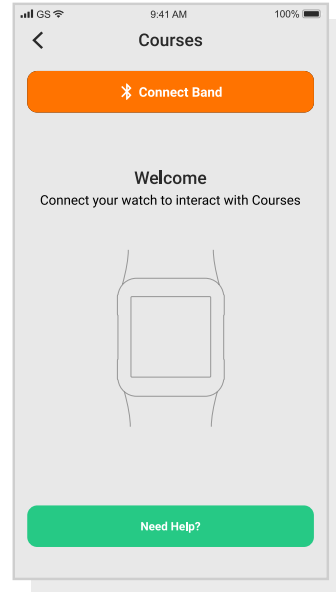 GS 9:41 AM 100%
Courses
Connect Band
Welcome
Connect your watch to interact with Courses
Need Help?